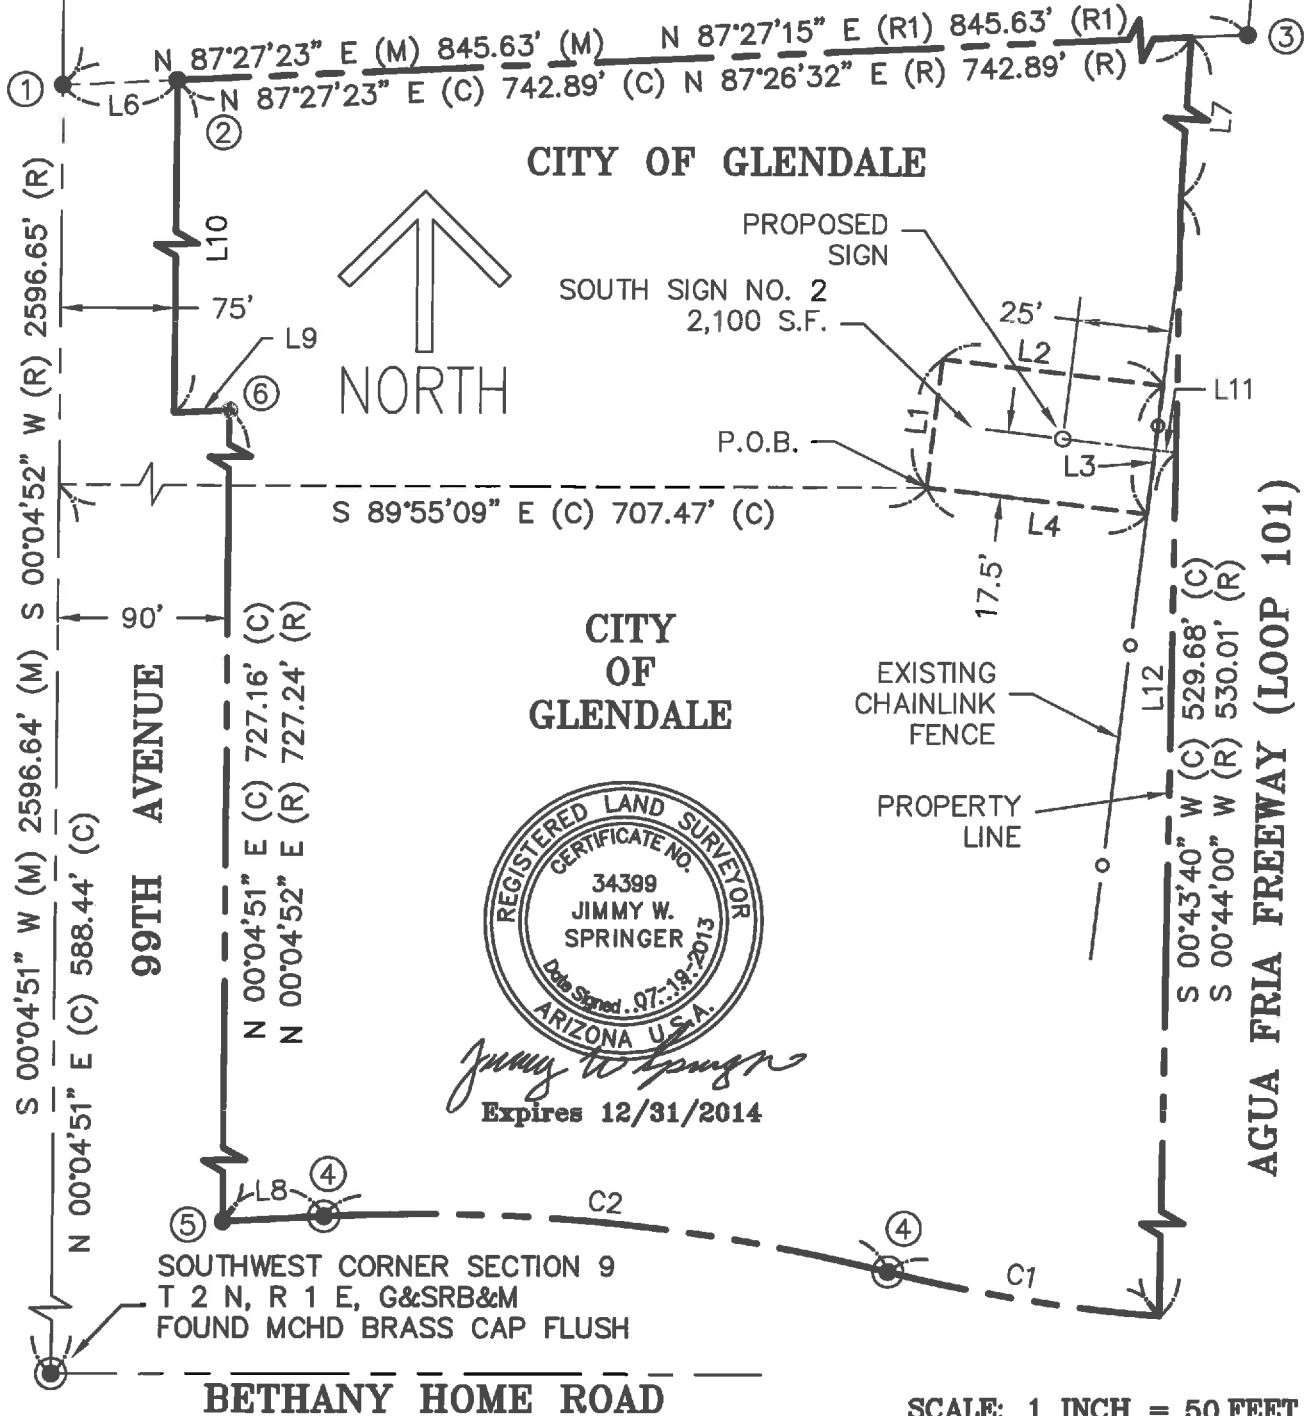 N 87°27'23" E (M) 845.63' (M)
N 87°27'15" E (R1) 845.63' (R1)
3
1
L6
N 87°27'23" E (C) 742.89' (C)
N 87°26'32" E (R) 742.89' (R)
2
L7
CITY OF GLENDALE
L10
PROPOSED
SIGN
SOUTH SIGN NO. 2
2,100 S.F.
75'
25'
L9
L2
NORTH
6
L11
L1
P.O.B.
L3
S 89°55'09" E (C) 707.47' (C)
L4
17.5'
S 00°04'51" W (M) 2596.64' (M) S 00°04'52" W (R) 2596.65' (R)
90'
CITY
OF
GLENDALE
N 00°04'51" E (C) 588.44' (C)
99TH AVENUE
N 00°04'51" E (C) 727.16' (C)
N 00°04'52" E (R) 727.24' (R)
EXISTING
CHAINLINK
FENCE
L12
PROPERTY
LINE
S 00°43'40" W (C) 529.68' (C)
S 00°44'00" W (R) 530.01' (R)
AGUA FRIA FREEWAY (LOOP 101)
REGISTERED LAND SURVEYOR
CERTIFICATE NO.
34399
JIMMY W.
SPRINGER
Date Signed..07-19-2013
ARIZONA U.S.A.
Jimmy W Springer
Expires 12/31/2014
L8
4
5
C2
4
C1
SOUTHWEST CORNER SECTION 9
T 2 N, R 1 E, G&SRB&M
FOUND MCHD BRASS CAP FLUSH
BETHANY HOME ROAD
SCALE: 1 INCH = 50 FEET